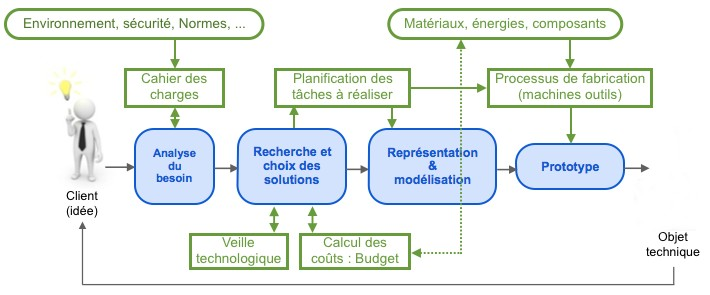 Environnement, sécurité, Normes, ...
Matériaux, énergies, composants
Cahier des
charges
Planification des
tâches à réaliser
Processus de fabrication
(machines outils)
Analyse
du
besoin
Recherche et
choix des
solutions
Représentation
&
modélisation
Prototype
Client
(idée)
Veille
technologique
Calcul des
coûts : Budget
Objet
technique